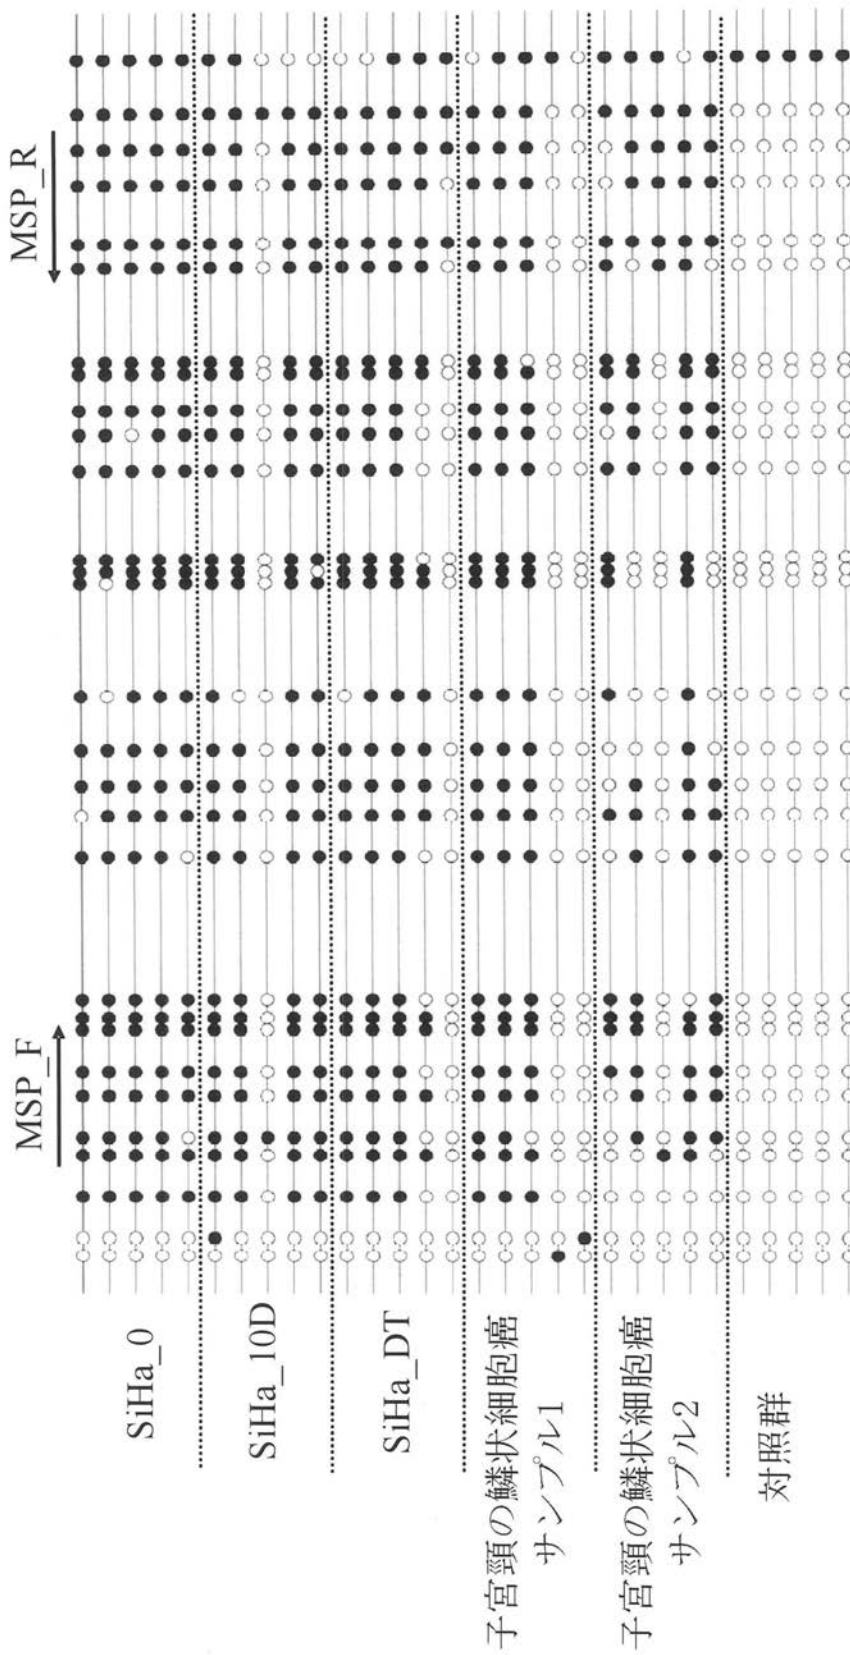 MSP_F
MSP_R
SiHa_0
SiHa_10D
SiHa_DT
子宮頸の鱗状細胞癌
サンプル1
子宮頸の鱗状細胞癌
サンプル2
対照群